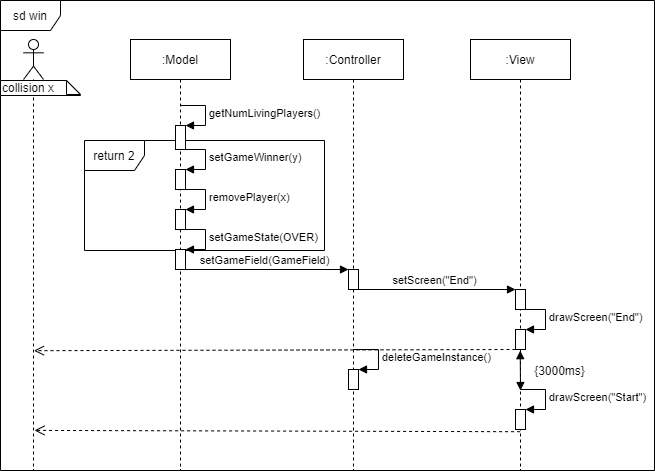 sd win
:Model
:Controller
:View
collision x
getNumLivingPlayers()
return 2
setGameWinner(y)
removePlayer(x)
setGameState(OVER)
setGameField(GameField)
setScreen("End")
drawScreen("End")
deleteGameInstance()
{3000ms}
drawScreen("Start")